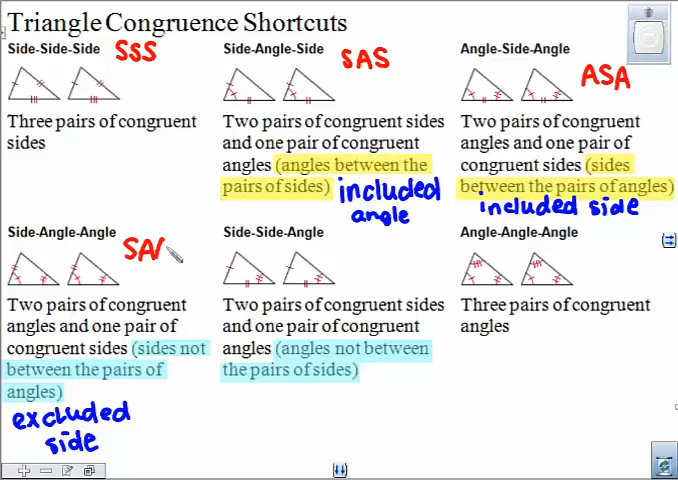 Triangle Congruence Shortcuts
Side-Side-Side SSS
Three pairs of congruent
sides
Side-Angle-Side SAS
Two pairs of congruent sides
and one pair of congruent
angles (angles between the
pairs of sides) included
angle
Angle-Side-Angle ASA
Two pairs of congruent
angles and one pair of
congruent sides (sides
between the pairs of angles)
included side
Side-Angle-Angle SA
Two pairs of congruent
angles and one pair of
congruent sides (sides not
between the pairs of
angles)
excluded
side
Side-Side-Angle
Two pairs of congruent sides
and one pair of congruent
angles (angles not between
the pairs of sides)
Angle-Angle-Angle
Three pairs of congruent
angles